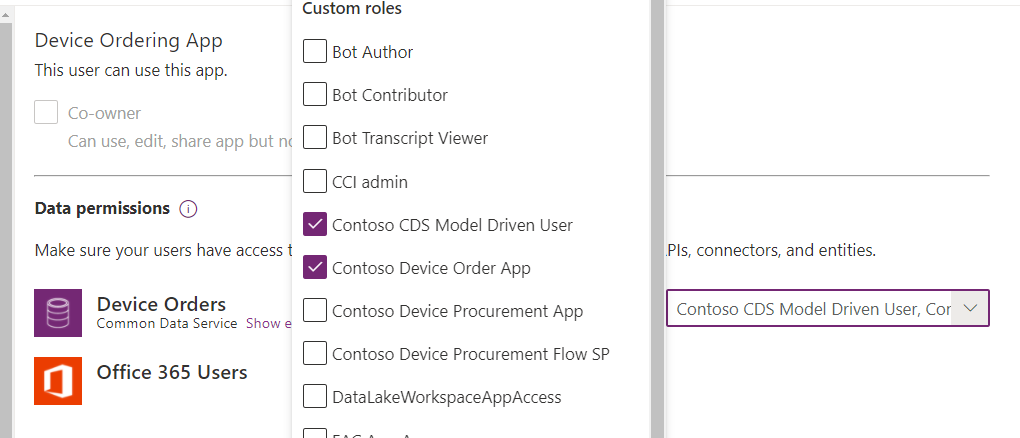 Custom roles
Device Ordering App
This user can use this app.
Co-owner
Can use, edit, share app but
Bot Author
Bot Contributor
Bot Transcript Viewer
CCI admin
Contoso CDS Model Driven User
Contoso Device Order App
Contoso Device Procurement App
Contoso Device Procurement Flow SP
DataLakeWorkspaceAppAccess
Data permissions
Make sure your users have access
PIs, connectors, and entities.
Device Orders
Common Data Service Show
Contoso CDS Model Driven User, Cor
Office 365 Users